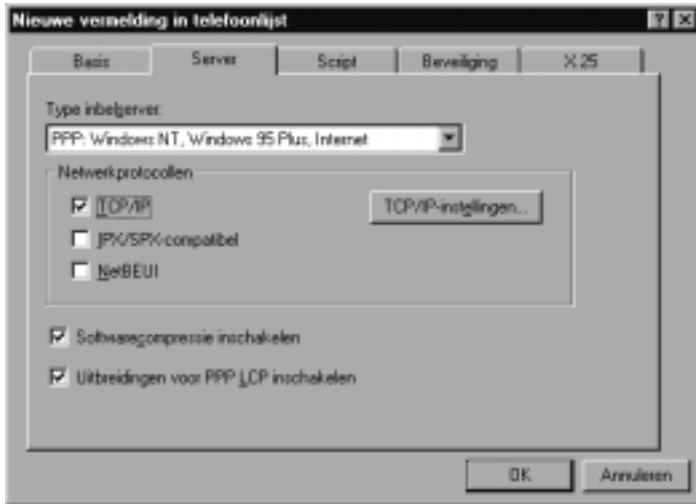 Nieuwe vermelding in telefoonlijst
Basis Server Script Beveiliging X.25
Type inbelserver:
PPP: Windows NT, Windows 95 Plus, Internet
Netwerkprotocollen
TCP/IP TCP/IP-instellingen...
IPX/SPX-compatibel
NetBEUI
Softwarecompressie inschakelen
Uitbreidingen voor PPP LCP inschakelen
OK Annuleren